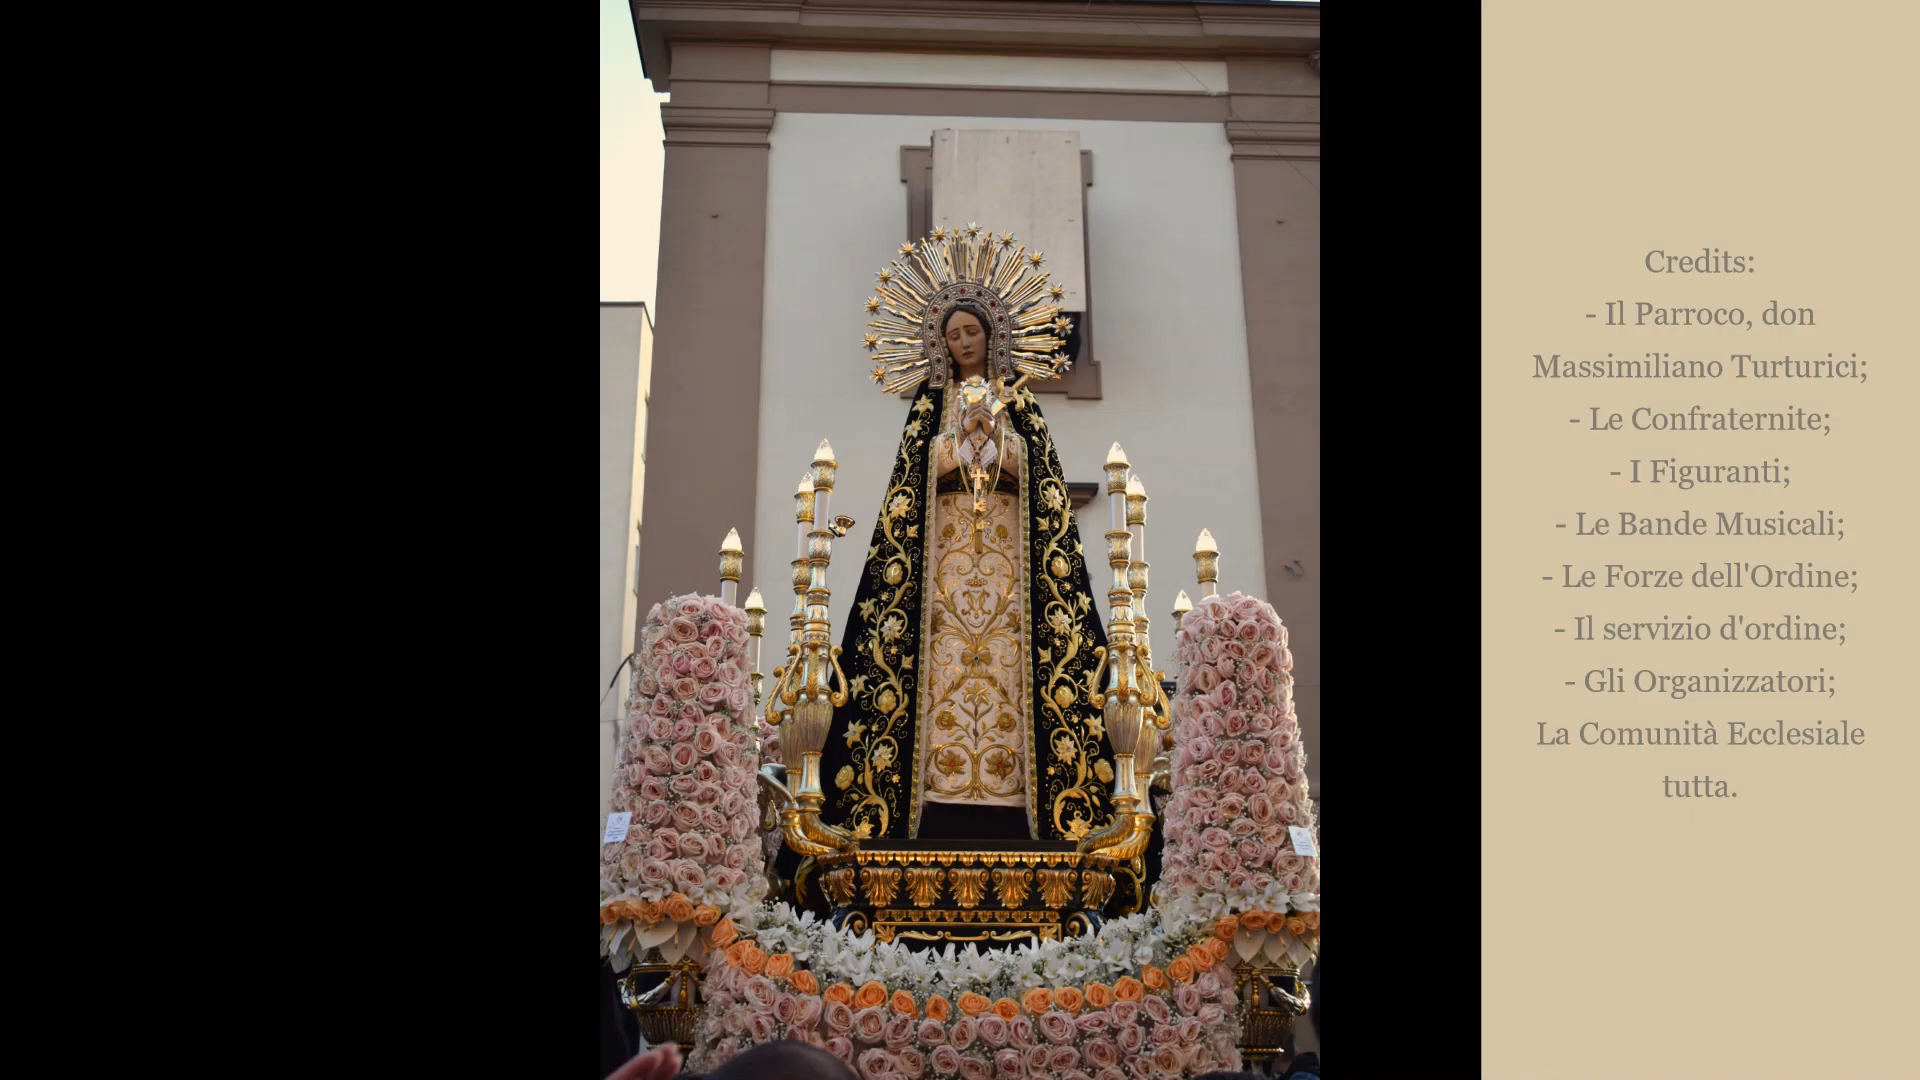 Credits:
- Il Parroco, don
Massimiliano Turturici;
- Le Confraternite;
- I Figuranti;
- Le Bande Musicali;
- Le Forze dell'Ordine;
- Il servizio d'ordine;
- Gli Organizzatori;
La Comunità Ecclesiale
tutta.